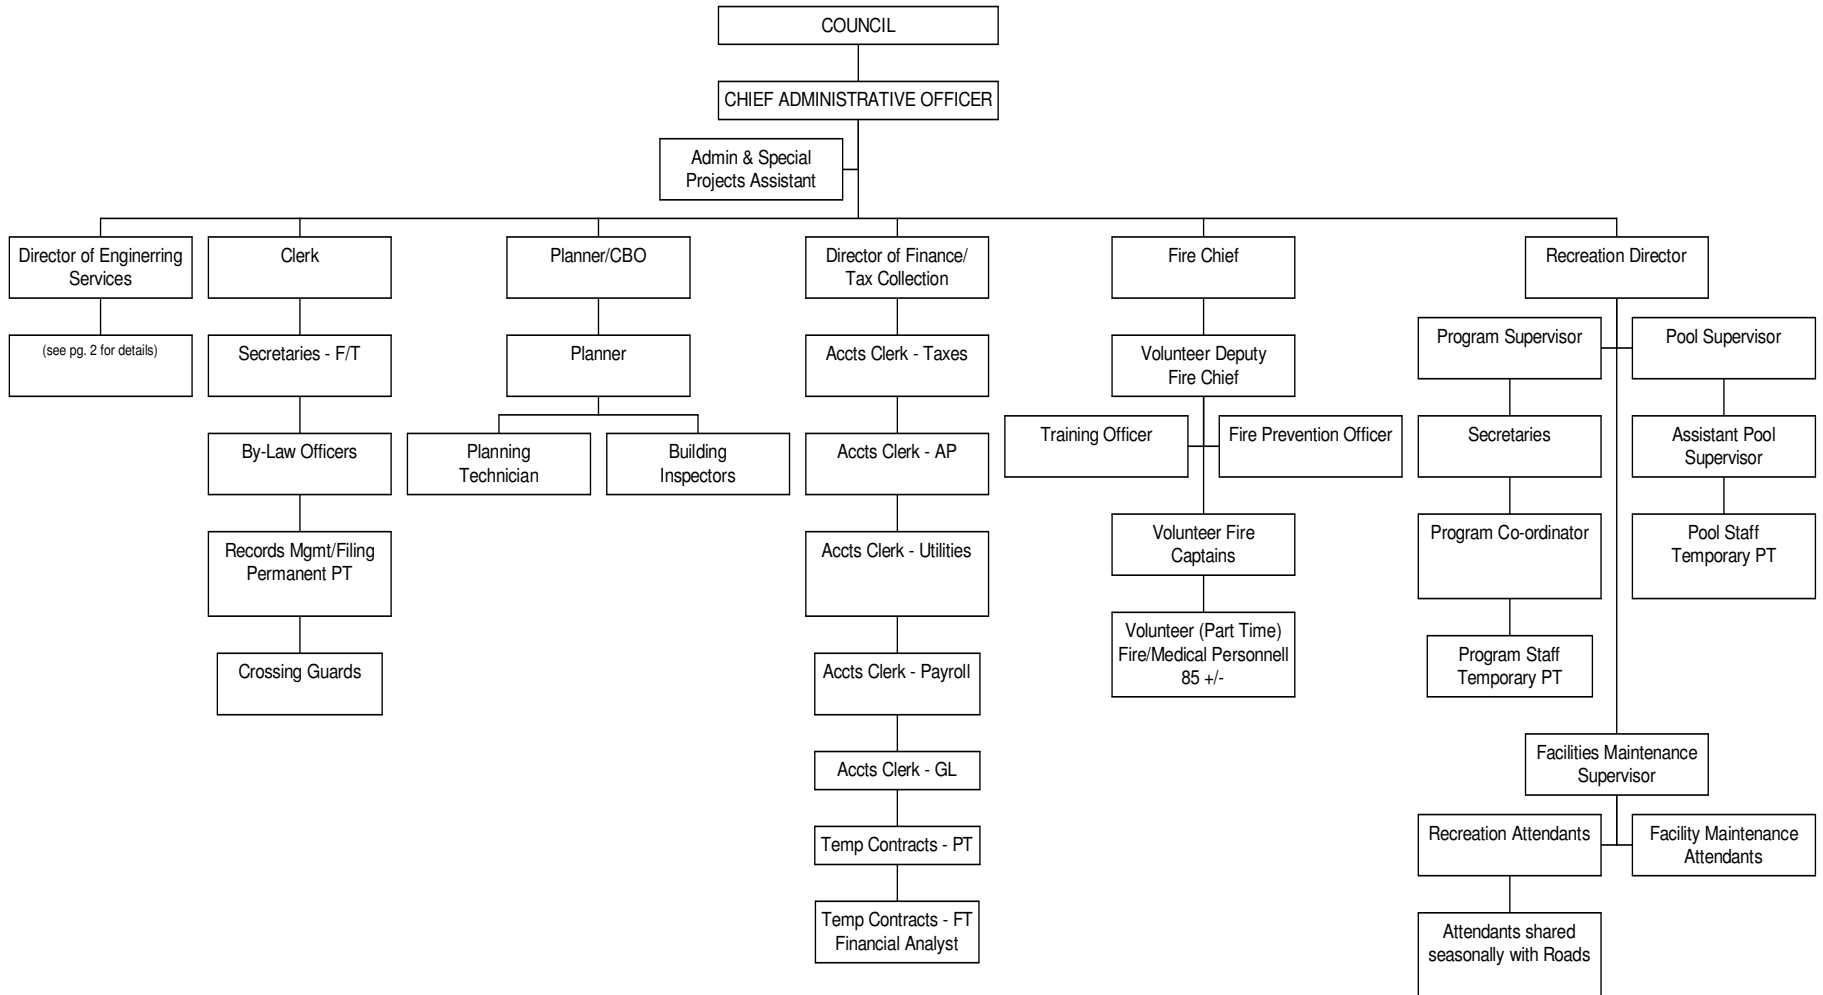 COUNCIL
CHIEF ADMINISTRATIVE OFFICER
Admin & Special
Projects Assistant
Director of Enginerring
Services
(see pg. 2 for details)
Clerk
Secretaries - F/T
By-Law Officers
Records Mgmt/Filing
Permanent PT
Crossing Guards
Planner/CBO
Planner
Planning
Technician
Building
Inspectors
Director of Finance/
Tax Collection
Accts Clerk - Taxes
Accts Clerk - AP
Accts Clerk - Utilities
Accts Clerk - Payroll
Accts Clerk - GL
Temp Contracts - PT
Temp Contracts - FT
Financial Analyst
Fire Chief
Volunteer Deputy
Fire Chief
Training Officer
Fire Prevention Officer
Volunteer Fire
Captains
Volunteer (Part Time)
Fire/Medical Personnell
85 +/-
Recreation Director
Program Supervisor
Secretaries
Program Co-ordinator
Program Staff
Temporary PT
Pool Supervisor
Assistant Pool
Supervisor
Pool Staff
Temporary PT
Facilities Maintenance
Supervisor
Recreation Attendants
Attendants shared
seasonally with Roads
Facility Maintenance
Attendants